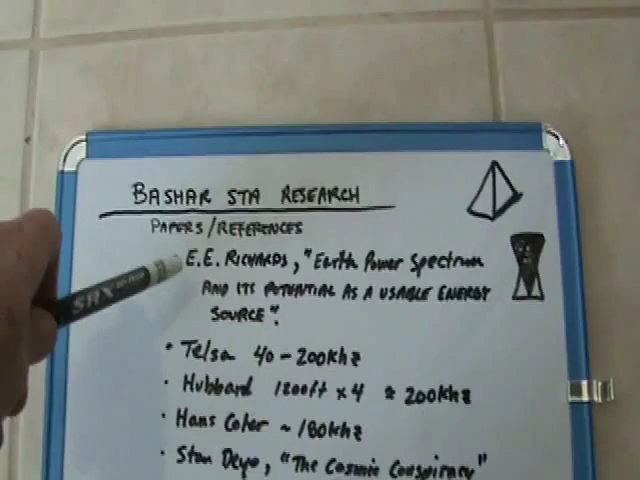 BASHAR STA RESEARCH
PAPERS/REFERENCES
E.E. RICHARDS, "Earth Power Spectrum
AND ITS POTENTIAL AS A USABLE ENERGY
SOURCE".
• Telsa 40-200khz
• Hubbard 1200ft x 4 200khz
• Hans Coler ~180khz
• Stan Deyo, "The Cosmic Conspiracy"
SRX